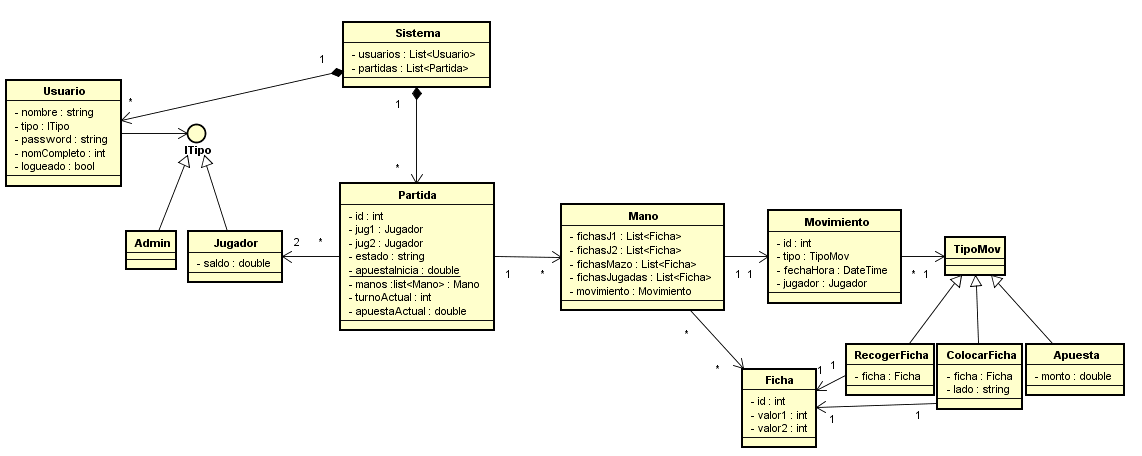 Sistema
- usuarios : List<Usuario>
- partidas : List<Partida>
1
*
1
*
Usuario
- nombre : string
- tipo : ITipo
- password : string
- nomCompleto : int
- logueado : bool
ITipo
Admin
Jugador
- saldo : double
2
*
Partida
- id : int
- jug1 : Jugador
- jug2 : Jugador
- estado : string
- apuestaInicia : double
- manos :list<Mano> : Mano
- turnoActual : int
- apuestaActual : double
1
*
Mano
- fichasJ1 : List<Ficha>
- fichasJ2 : List<Ficha>
- fichasMazo : List<Ficha>
- fichasJugadas : List<Ficha>
- movimiento : Movimiento
1
1
Movimiento
- id : int
- tipo : TipoMov
- fechaHora : DateTime
- jugador : Jugador
*
1
TipoMov
*
*
RecogerFicha
- ficha : Ficha
ColocarFicha
- ficha : Ficha
- lado : string
Apuesta
- monto : double
1
1
Ficha
- id : int
- valor1 : int
- valor2 : int
1
1